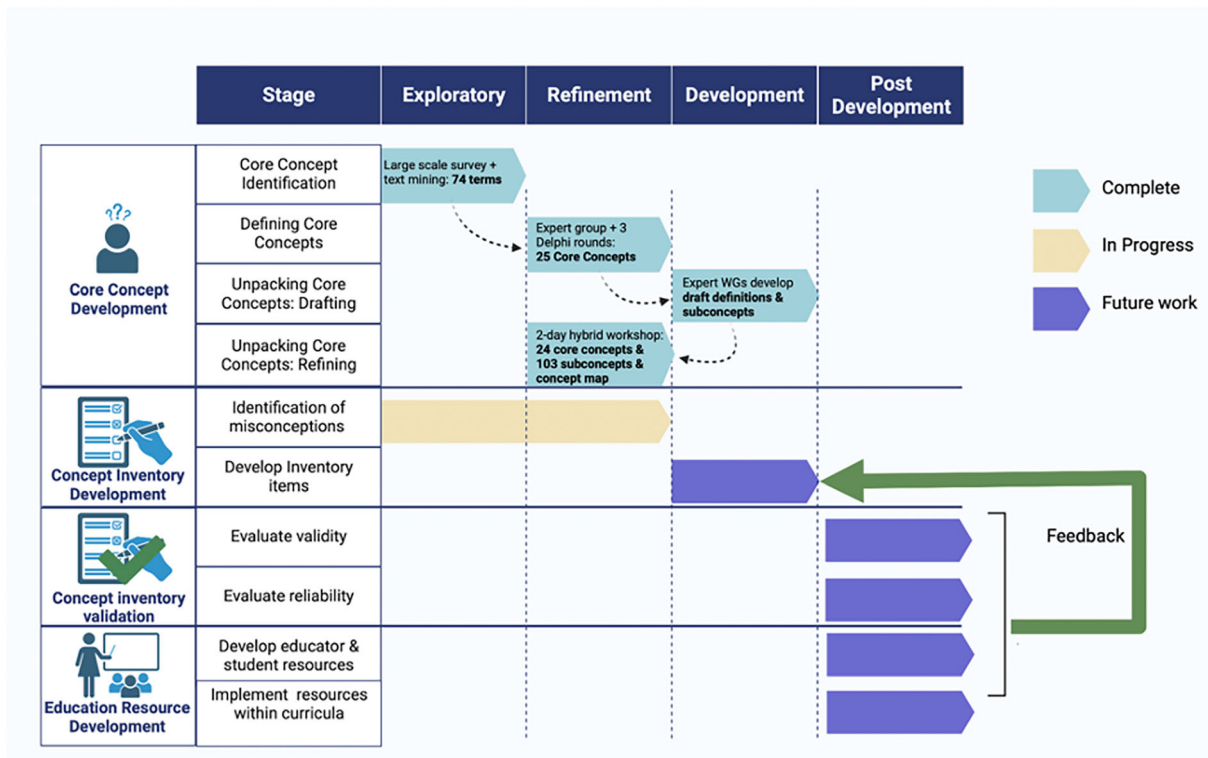 Stage
Exploratory
Refinement
Development
Post
Development
Core Concept
Development
Core Concept
Identification
Large scale survey +
text mining: 74 terms
Defining Core
Concepts
Expert group + 3
Delphi rounds:
25 Core Concepts
Unpacking Core
Concepts: Drafting
Expert WGs develop
draft definitions &
subconcepts
Unpacking Core
Concepts: Refining
2-day hybrid workshop:
24 core concepts &
103 subconcepts &
concept map
Complete
In Progress
Future work
Concept Inventory
Development
Identification of
misconceptions
Develop Inventory
items
Concept inventory
validation
Evaluate validity
Evaluate reliability
Feedback
Education Resource
Development
Develop educator &
student resources
Implement resources
within curricula